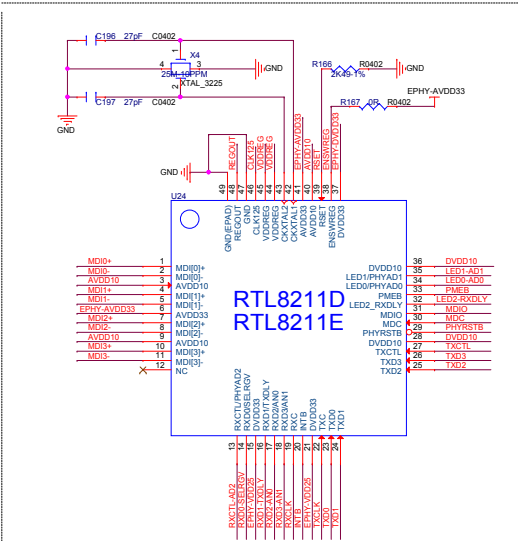 C196 27pF C0402
X4
1
4 3
GND
25M-10PPM
XTAL_3225
2
C197 27pF C0402
GND
R166 R0402
GND
2K49-1%
EPHY-AVDD33
R167 0R R0402
GND
REGOUT
CLK125
VDDREG
VDDREG
EPHY-AVDD33
AVDD10
RSET
ENSWREG
EPHY-DVDD33
U24
49 48 47 46 45 44 43 42 41 40 39 38 37
GND(EPAD)
REGOUT
GND
CLK125
VDDREG
VDDREG
CKXTAL2
CKXTAL1
AVDD33
AVDD10
RSET
ENSWREG
DVDD33
MDI0+ 1 MDI[0]+
MDI0- 2 MDI[0]-
AVDD10 3 AVDD10
MDI1+ 4 MDI[1]+
MDI1- 5 MDI[1]-
EPHY-AVDD33 6 AVDD33
MDI2+ 7 MDI[2]+
MDI2- 8 MDI[2]-
AVDD10 9 AVDD10
MDI3+ 10 MDI[3]+
MDI3- 11 MDI[3]-
12 NC
RTL8211D
RTL8211E
DVDD10 36 DVDD10
LED1/PHYAD1 35 LED1-AD1
LED0/PHYAD0 34 LED0-AD0
PMEB 33 PMEB
LED2_RXDLY 32 LED2-RXDLY
MDIO 31 MDIO
MDC 30 MDC
PHYRSTB 29 PHYRSTB
DVDD10 28 DVDD10
TXCTL 27 TXCTL
TXD3 26 TXD3
TXD2 25 TXD2
RXCTL/PHYAD2
RXD0/SELRGV
DVDD33
RXD1/TXDLY
RXD2/AN0
RXD3/AN1
RXC
INTB
DVDD33
TXC
TXD0
TXD1
13 14 15 16 17 18 19 20 21 22 23 24
RXCTL-AD2
RXD0-SELRGV
EPHY-VDD25
RXD1-TXDLY
RXD2-AN0
RXD3-AN1
RXCLK
INTB
EPHY-VDD25
TXCLK
TXD0
TXD1